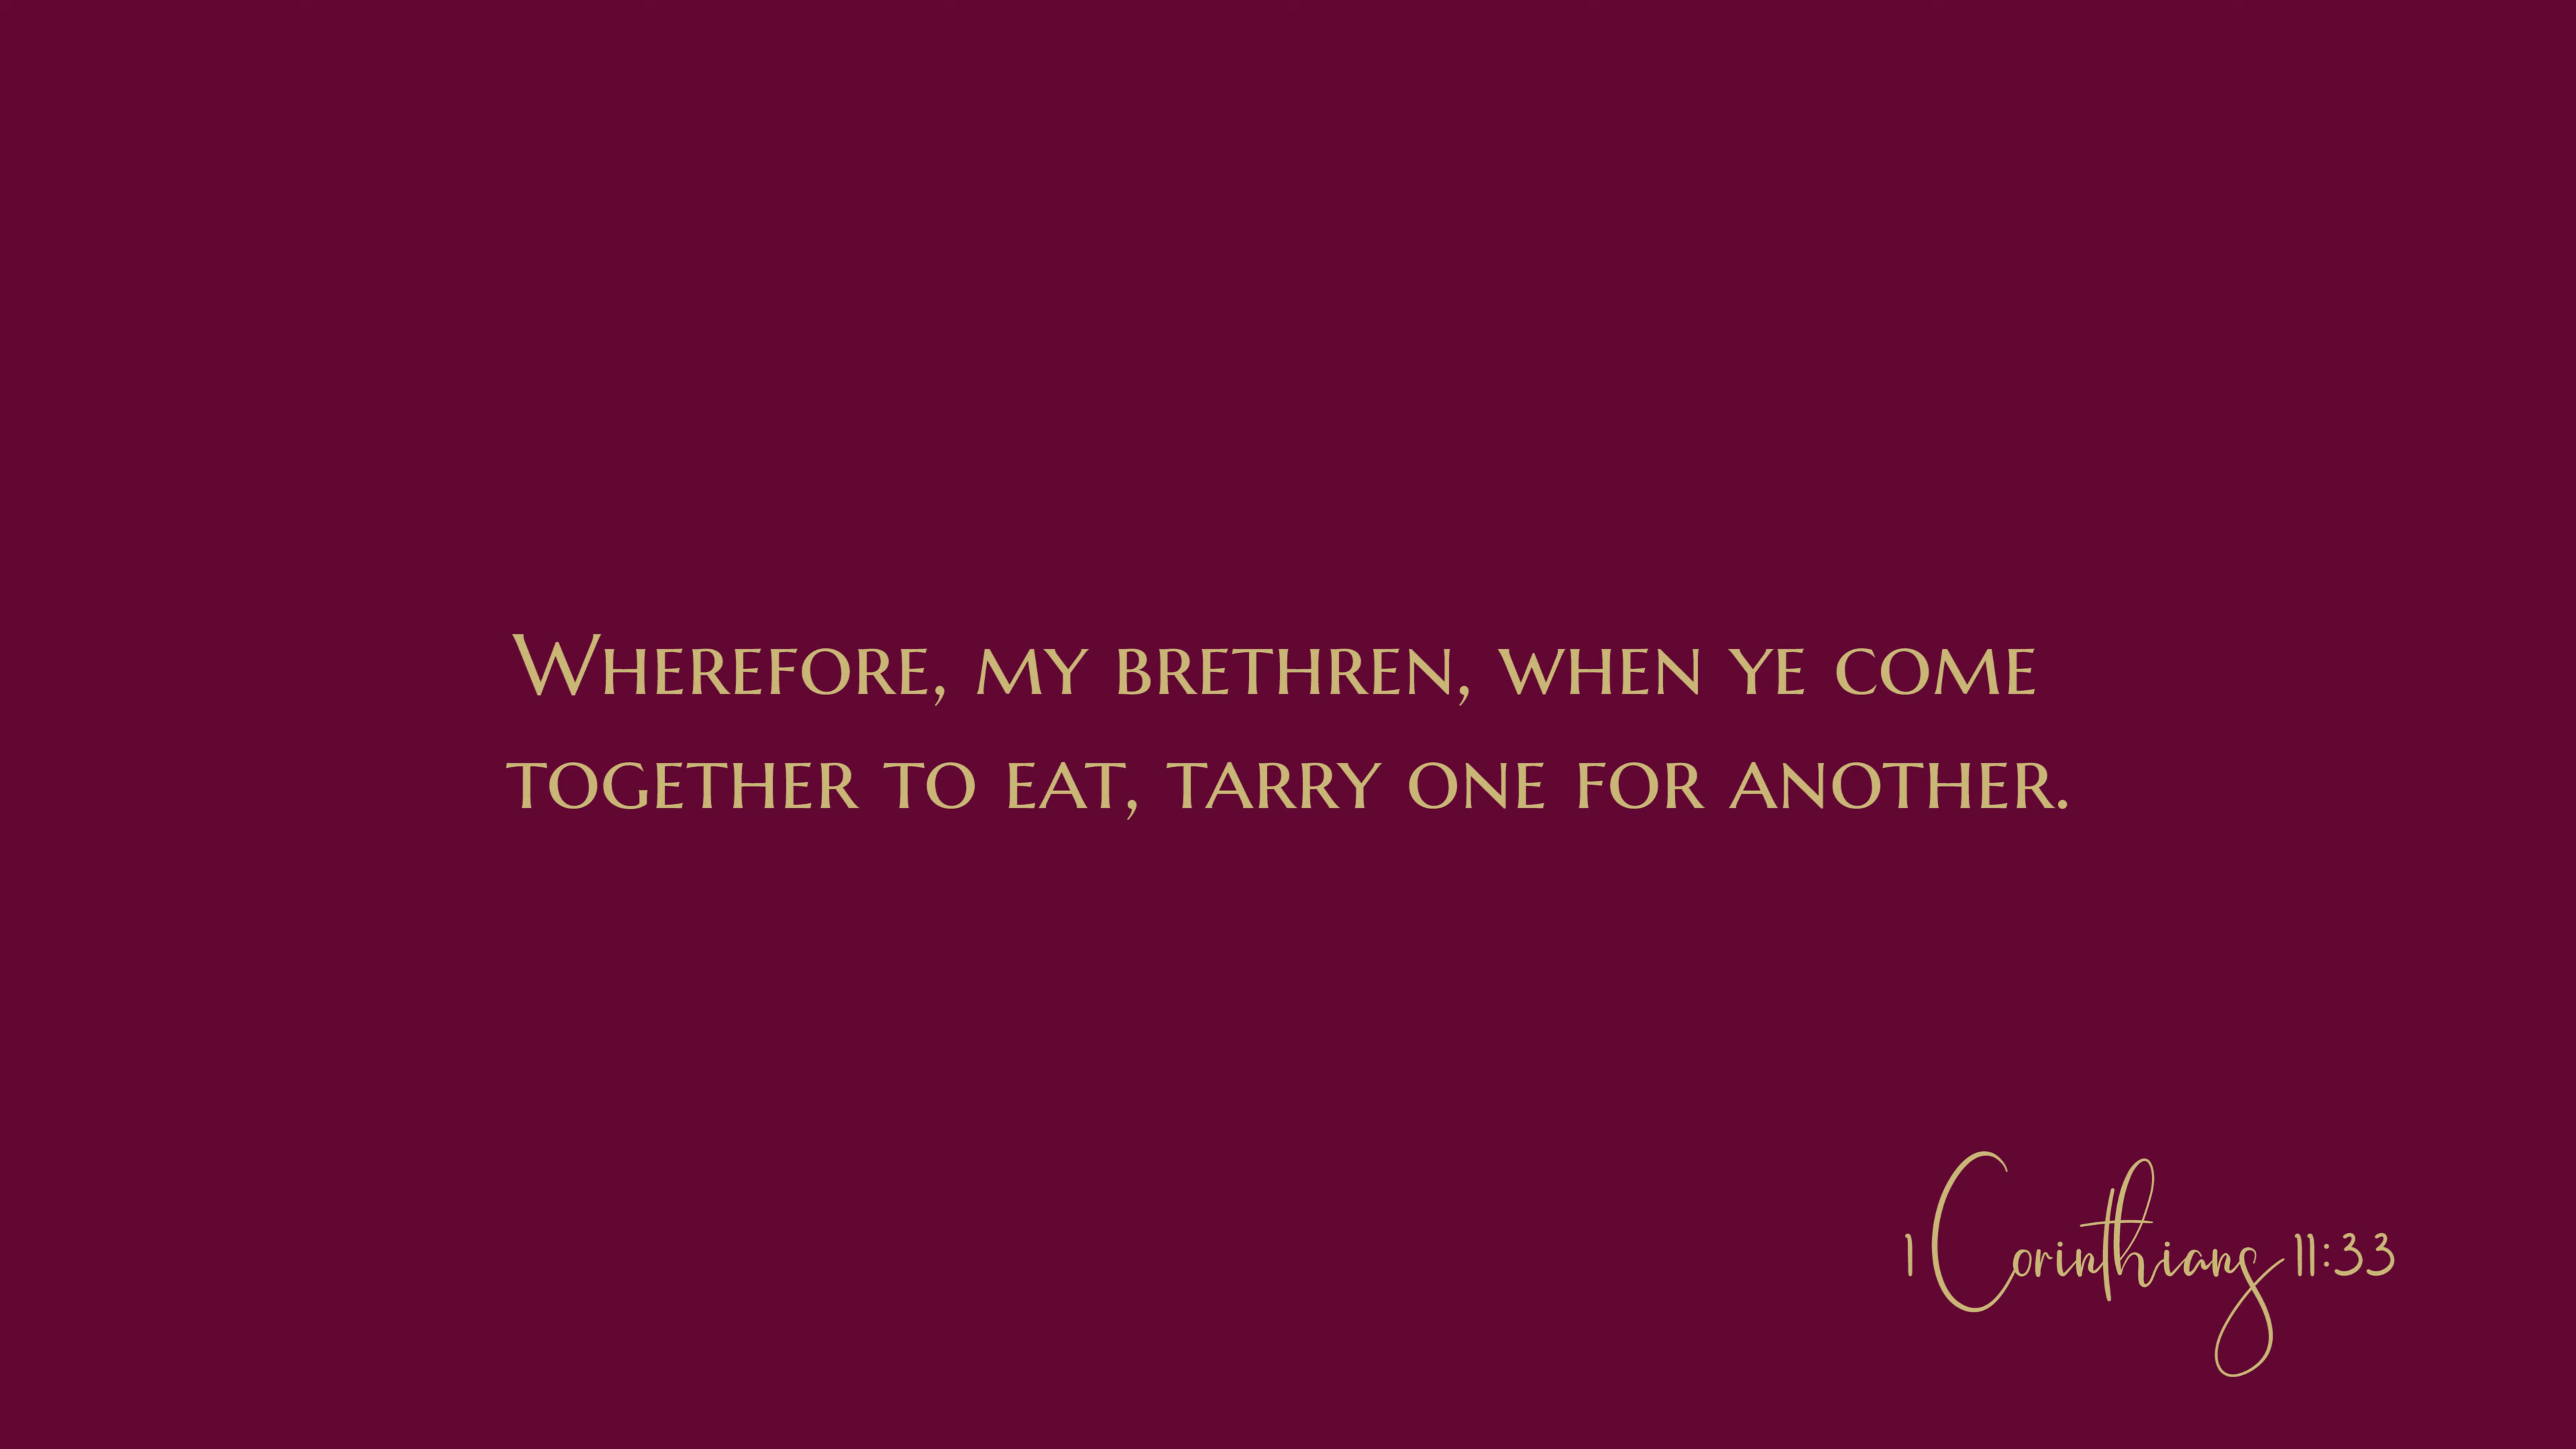 Wherefore, my brethren, when ye come
together to eat, tarry one for another.
1 Corinthians 11:33